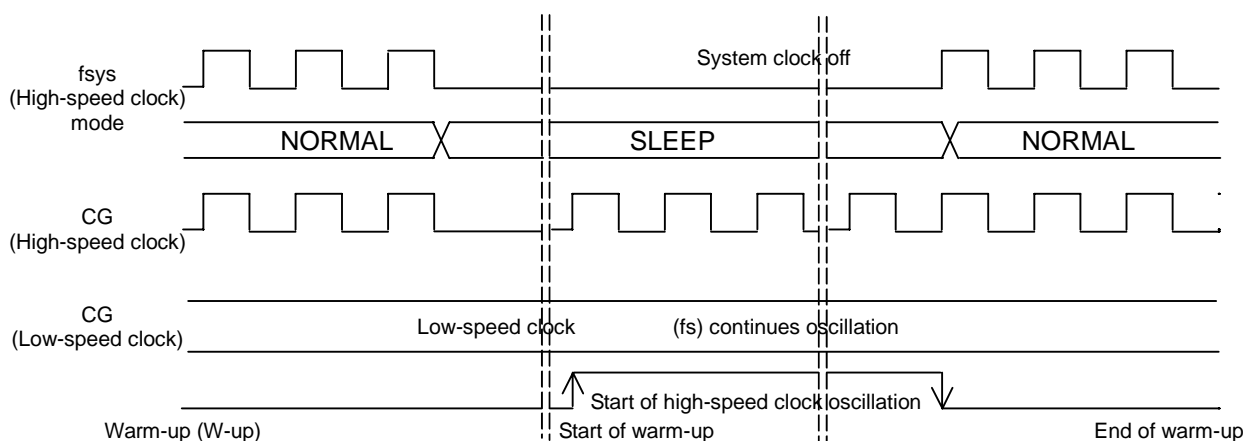 fsys
(High-speed clock)
mode
System clock off
NORMAL
SLEEP
NORMAL
CG
(High-speed clock)
CG
(Low-speed clock)
Low-speed clock
(fs) continues oscillation
Start of high-speed clock oscillation
Warm-up (W-up)
Start of warm-up
End of warm-up